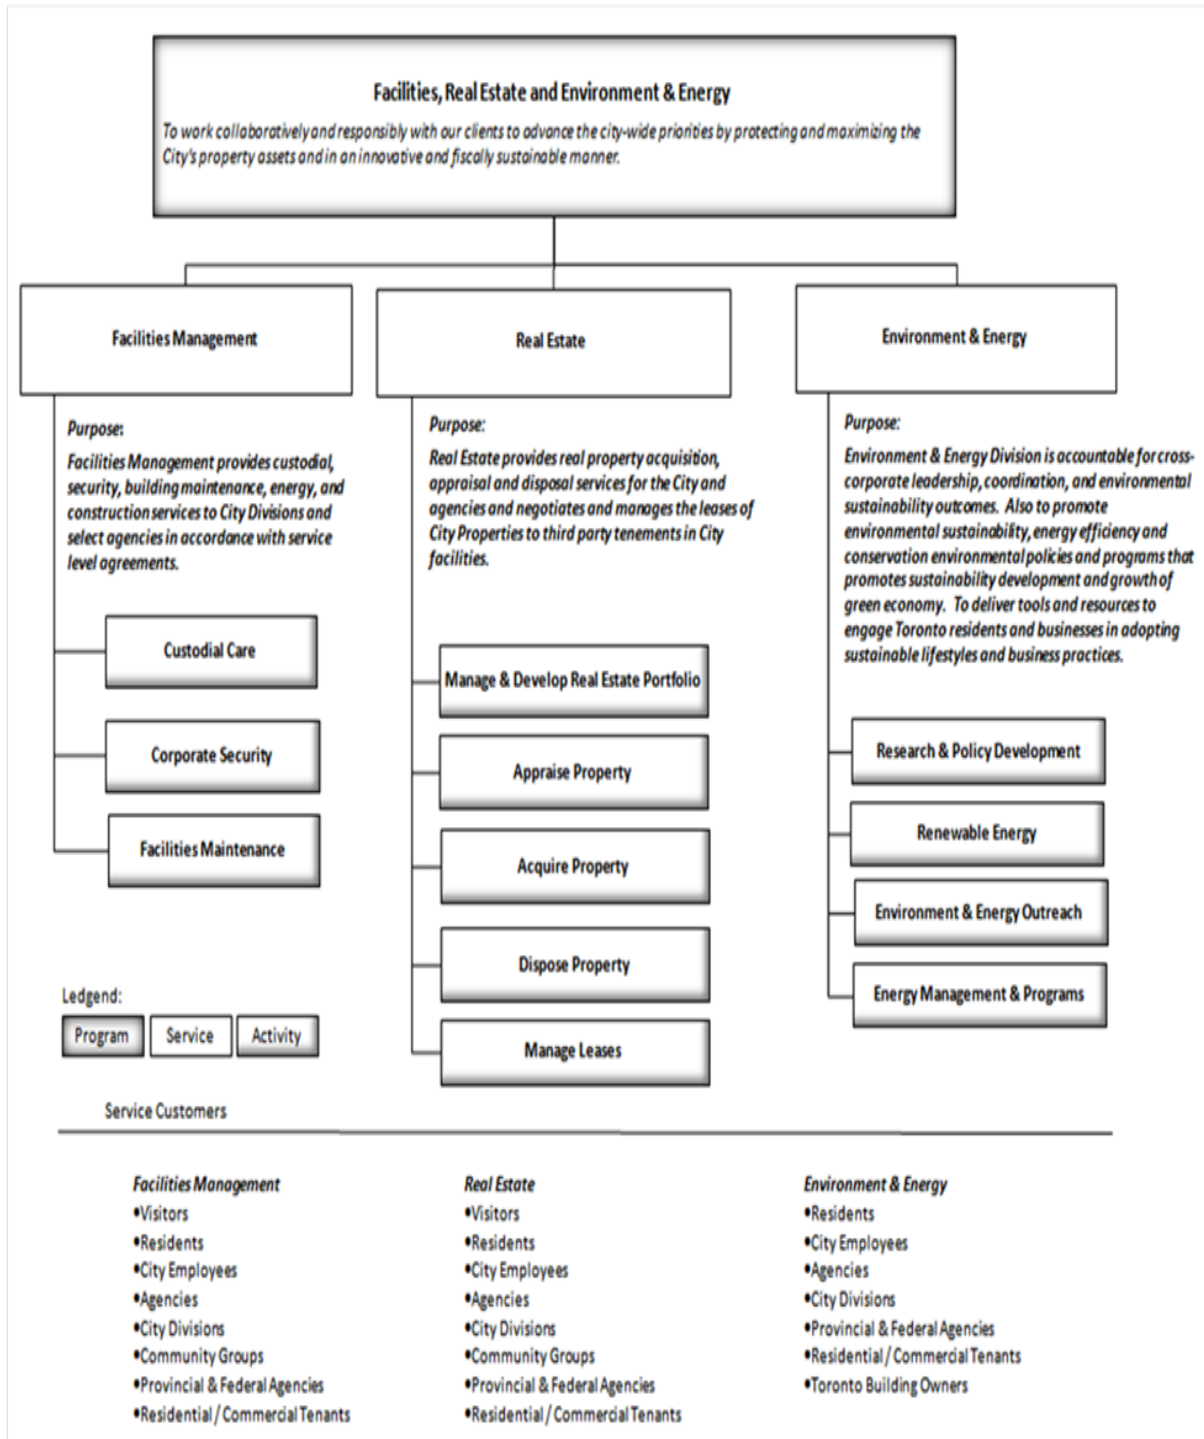 Facilities, Real Estate and Environment & Energy
To work collaboratively and responsibly with our clients to advance the city-wide priorities by protecting and maximizing the
City's property assets and in an innovative and fiscally sustainable manner.
Facilities Management
Purpose:
Facilities Management provides custodial,
security, building maintenance, energy, and
construction services to City Divisions and
select agencies in accordance with service
level agreements.
Custodial Care
Corporate Security
Facilities Maintenance
Real Estate
Purpose:
Real Estate provides real property acquisition,
appraisal and disposal services for the City and
agencies and negotiates and manages the leases of
City Properties to third party tenements in City
facilities.
Manage & Develop Real Estate Portfolio
Appraise Property
Acquire Property
Dispose Property
Manage Leases
Environment & Energy
Purpose:
Environment & Energy Division is accountable for cross-
corporate leadership, coordination, and environmental
sustainability outcomes. Also to promote
environmental sustainability, energy efficiency and
conservation environmental policies and programs that
promotes sustainability development and growth of
green economy. To deliver tools and resources to
engage Toronto residents and businesses in adopting
sustainable lifestyles and business practices.
Research & Policy Development
Renewable Energy
Environment & Energy Outreach
Energy Management & Programs
Ledgend:
Program Service Activity
Service Customers
Facilities Management
•Visitors
•Residents
•City Employees
•Agencies
•City Divisions
•Community Groups
•Provincial & Federal Agencies
•Residential / Commercial Tenants
Real Estate
•Visitors
•Residents
•City Employees
•Agencies
•City Divisions
•Community Groups
•Provincial & Federal Agencies
•Residential / Commercial Tenants
Environment & Energy
•Residents
•City Employees
•Agencies
•City Divisions
•Provincial & Federal Agencies
•Residential / Commercial Tenants
•Toronto Building Owners